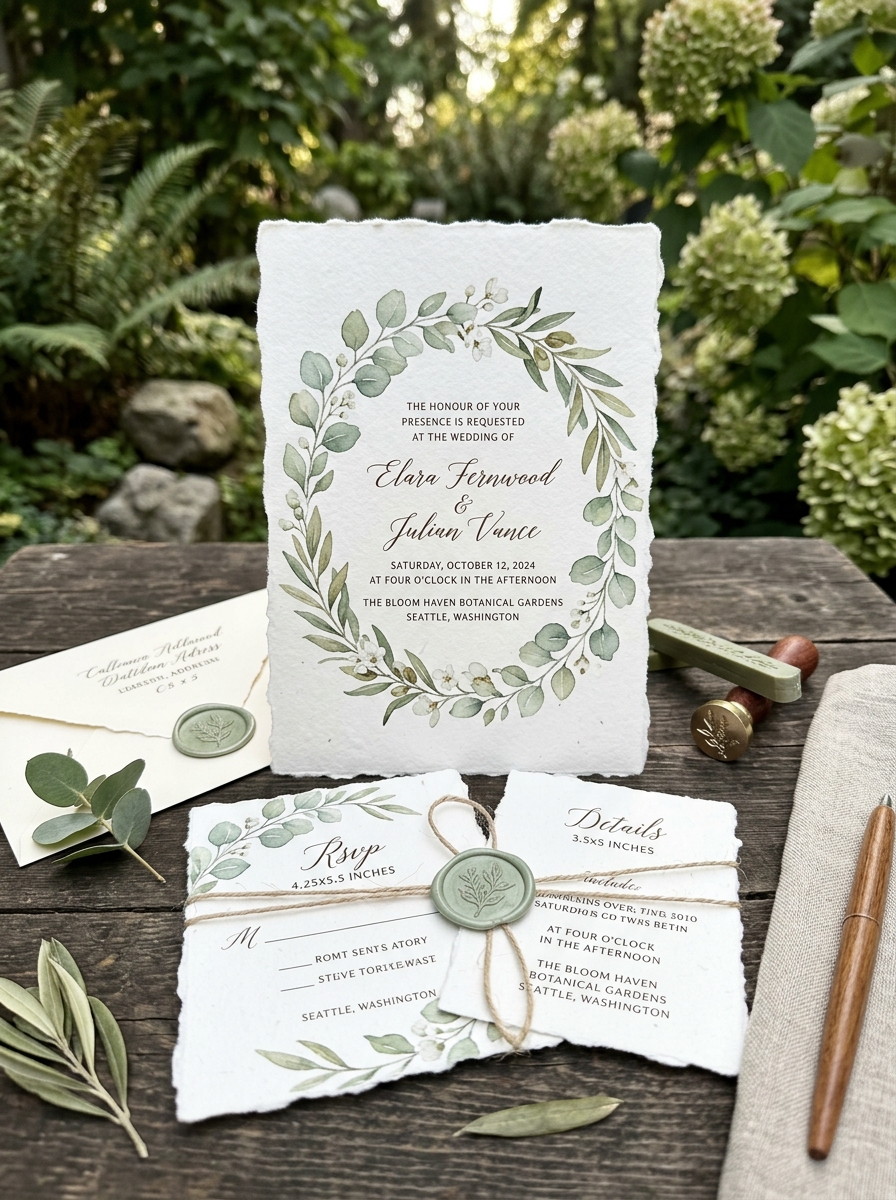 THE HONOUR OF YOUR
PRESENCE IS REQUESTED
AT THE WEDDING OF
Elara Fernwood
&
Julian Vance
SATURDAY, OCTOBER 12, 2024
AT FOUR O'CLOCK IN THE AFTERNOON
THE BLOOM HAVEN BOTANICAL GARDENS
SEATTLE, WASHINGTON
Rsvp
4.25X5.5 INCHES
M
ROMT SENTS ATORY
SEATTLE, WASHINGTON
Details
3.5X5 INCHES
includes
AT FOUR O'CLOCK
IN THE AFTERNOON
THE BLOOM HAVEN
BOTANICAL GARDENS
SEATTLE, WASHINGTON